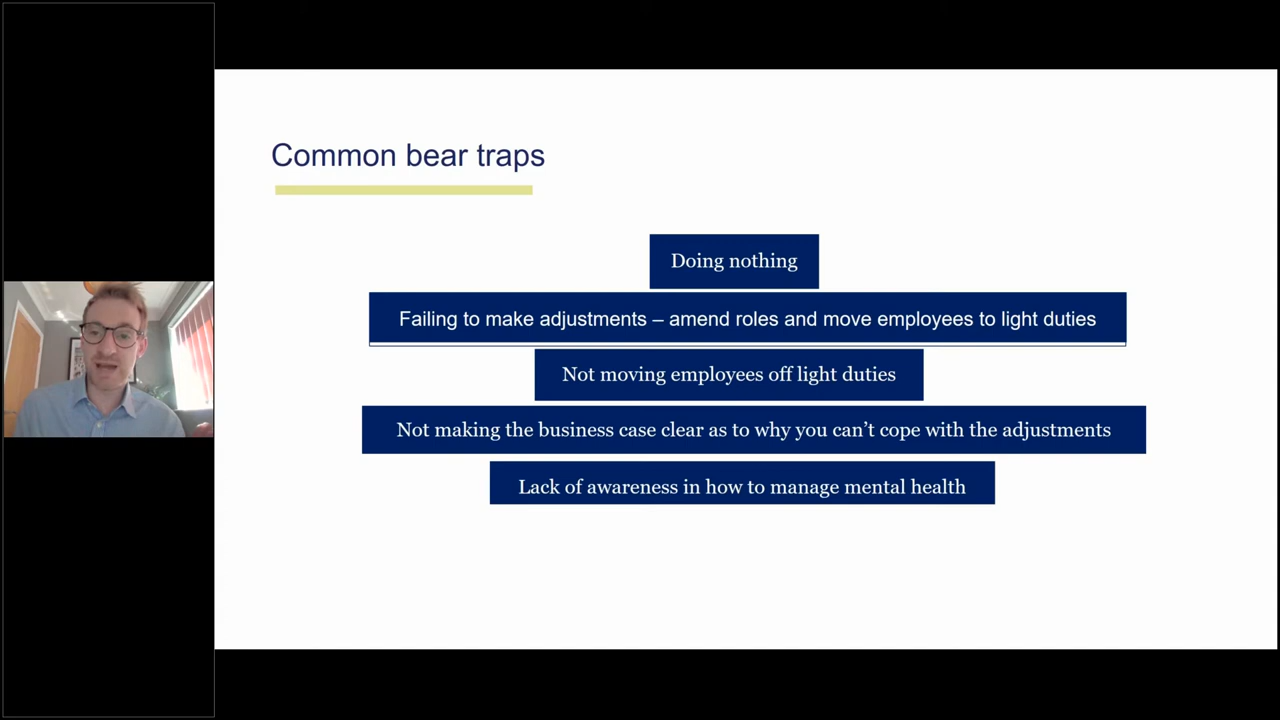 Common bear traps
Doing nothing
Failing to make adjustments – amend roles and move employees to light duties
Not moving employees off light duties
Not making the business case clear as to why you can’t cope with the adjustments
Lack of awareness in how to manage mental health